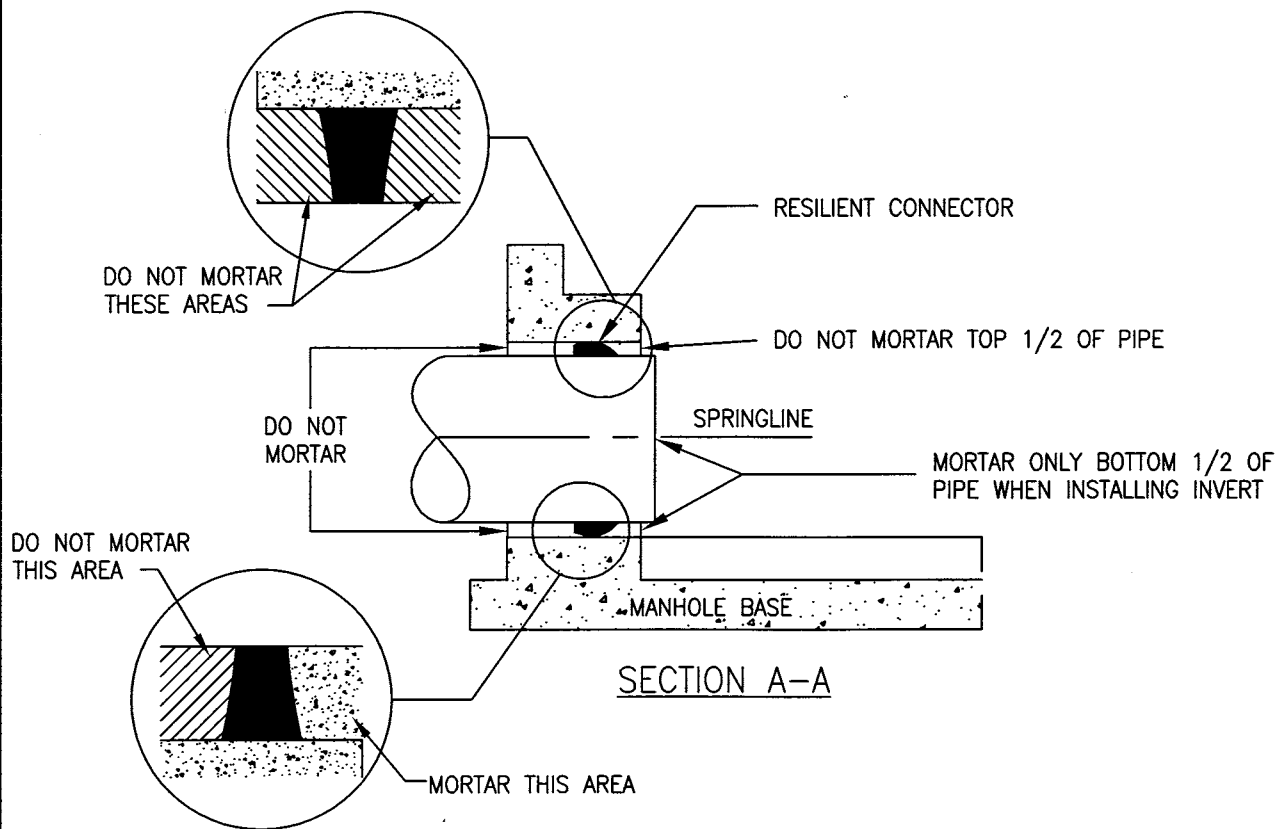 RESILIENT CONNECTOR
DO NOT MORTAR
THESE AREAS
DO NOT MORTAR TOP 1/2 OF PIPE
SPRINGLINE
DO NOT
MORTAR
MORTAR ONLY BOTTOM 1/2 OF
PIPE WHEN INSTALLING INVERT
DO NOT MORTAR
THIS AREA
MANHOLE BASE
SECTION A-A
MORTAR THIS AREA